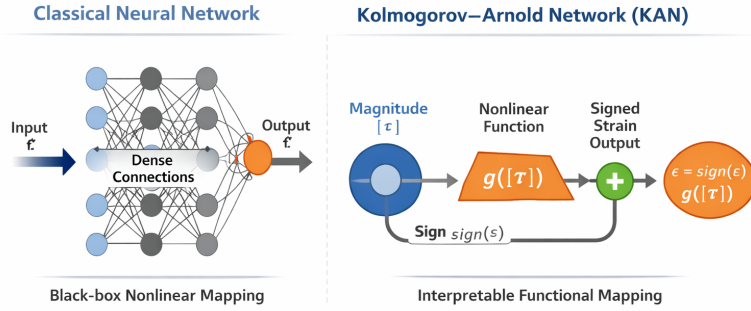 Classical Neural Network
Input
Dense
Connections
Output
Black-box Nonlinear Mapping
Kolmogorov–Arnold Network (KAN)
Magnitude
[τ]
Nonlinear
Function
Signed
Strain
Output
g([τ])
+
ϵ = sign(ε)
g([τ])
Sign sign(s)
Interpretable Functional Mapping